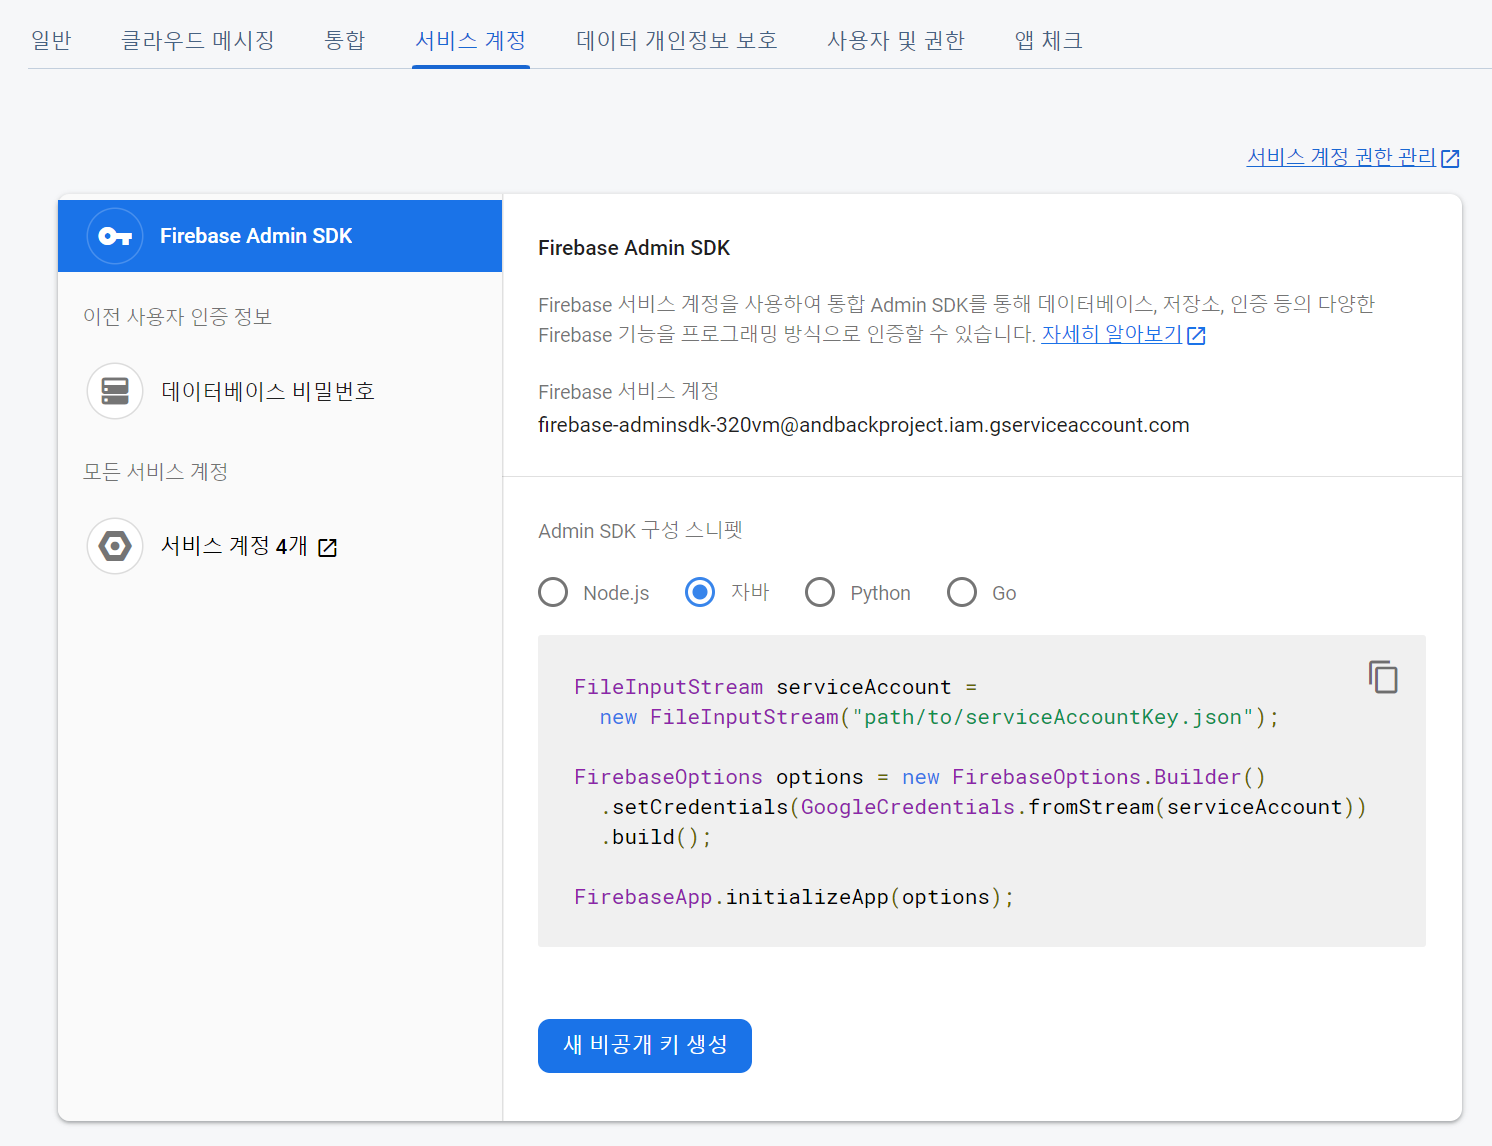 일반 클라우드 메시징 통합 서비스 계정 데이터 개인정보 보호 사용자 및 권한 앱 체크
서비스 계정 권한 관리
Firebase Admin SDK
이전 사용자 인증 정보
데이터베이스 비밀번호
모든 서비스 계정
서비스 계정 4개
Firebase Admin SDK
Firebase 서비스 계정을 사용하여 통합 Admin SDK를 통해 데이터베이스, 저장소, 인증 등의 다양한
Firebase 기능을 프로그래밍 방식으로 인증할 수 있습니다. 자세히 알아보기
Firebase 서비스 계정
firebase-adminsdk-320vm@andbackproject.iam.gserviceaccount.com
Admin SDK 구성 스니펫
Node.js 자바 Python Go
FileInputStream serviceAccount =
new FileInputStream("path/to/serviceAccountKey.json");
FirebaseOptions options = new FirebaseOptions.Builder()
.setCredentials(GoogleCredentials.fromStream(serviceAccount))
.build();
FirebaseApp.initializeApp(options);
새 비공개 키 생성